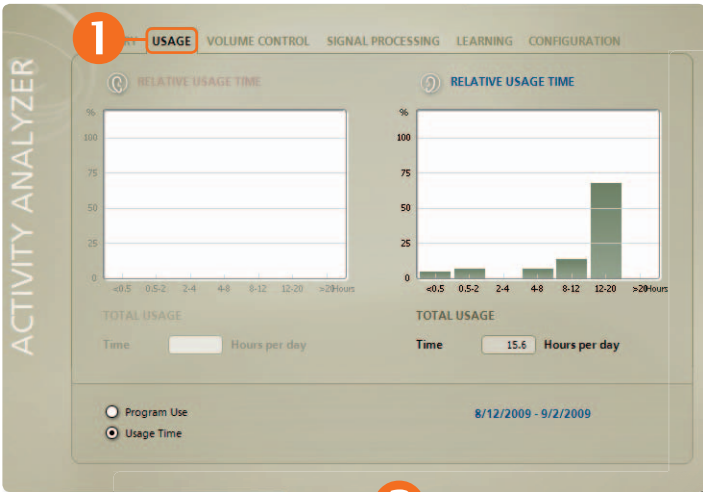 1
USAGE VOLUME CONTROL SIGNAL PROCESSING LEARNING CONFIGURATION
ACTIVITY ANALYZER
RELATIVE USAGE TIME
%
100
75
50
25
0
<0.5 0.5-2 2-4 4-8 8-12 12-20 >20Hours
TOTAL USAGE
Time Hours per day
RELATIVE USAGE TIME
%
100
75
50
25
0
<0.5 0.5-2 2-4 4-8 8-12 12-20 >20Hours
TOTAL USAGE
Time 15.6 Hours per day
Program Use
Usage Time
8/12/2009 - 9/2/2009